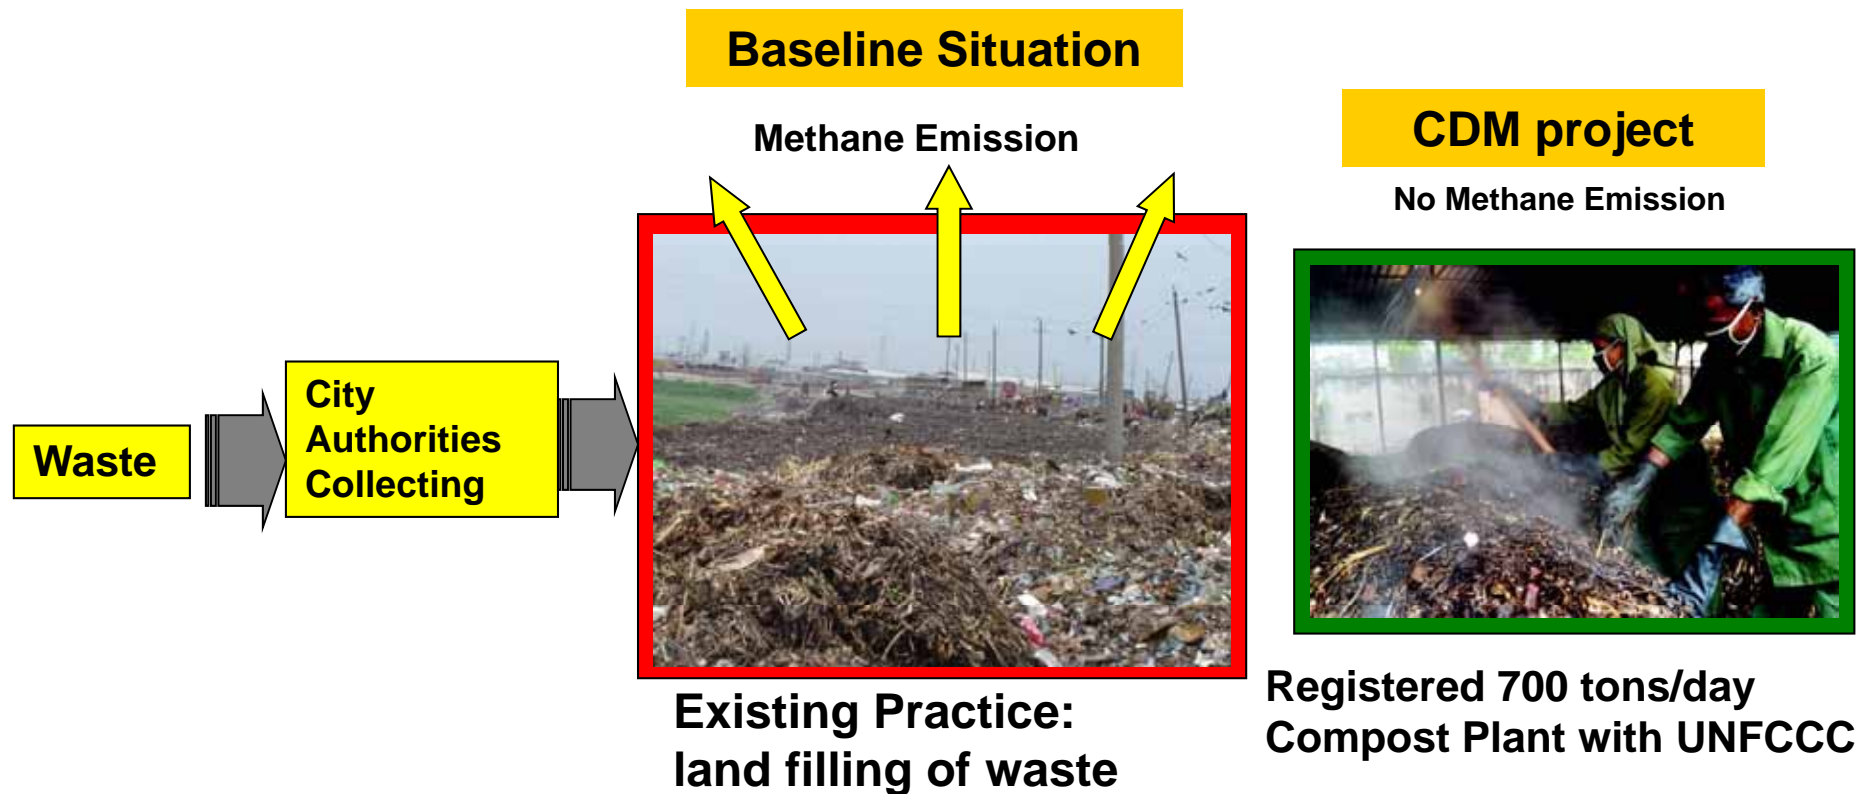 Baseline Situation
Methane Emission
CDM project
No Methane Emission
Waste
City
Authorities
Collecting
Existing Practice:
land filling of waste
Registered 700 tons/day
Compost Plant with UNFCCC